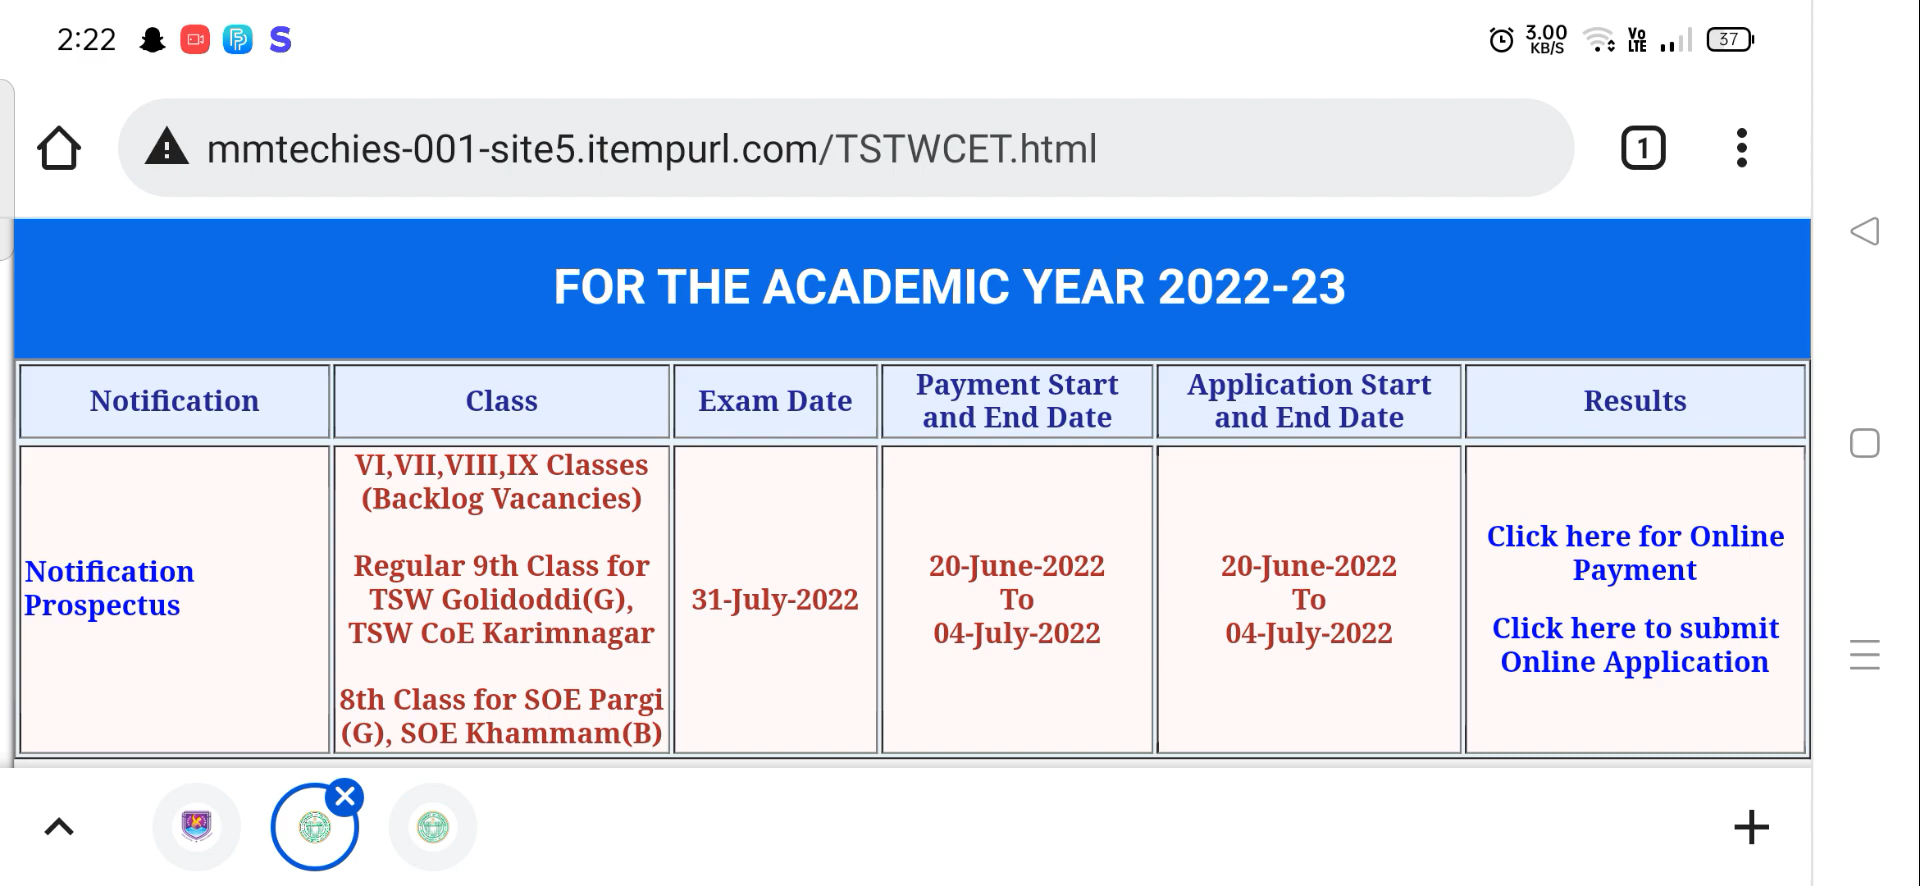 2:22
3.00
KB/S
Vo
LTE
37
mmtechies-001-site5.itempurl.com/TSTWCET.html
1
FOR THE ACADEMIC YEAR 2022-23
Notification
Class
Exam Date
Payment Start
and End Date
Application Start
and End Date
Results
Notification
Prospectus
VI,VII,VIII,IX Classes
(Backlog Vacancies)
Regular 9th Class for
TSW Golidoddi(G),
TSW CoE Karimnagar
8th Class for SOE Pargi
(G), SOE Khammam(B)
31-July-2022
20-June-2022
To
04-July-2022
20-June-2022
To
04-July-2022
Click here for Online
Payment
Click here to submit
Online Application